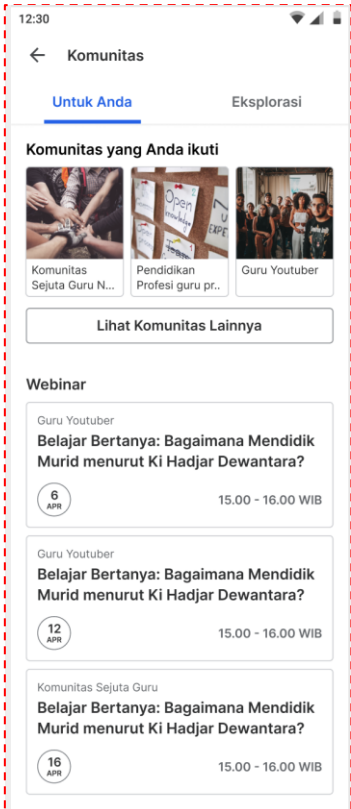 12:30
Komunitas
Untuk Anda
Eksplorasi
Komunitas yang Anda ikuti
Open
knowledge
EXPE
Team
Komunitas
Sejuta Guru N...
Pendidikan
Profesi guru pr..
Guru Youtuber
Lihat Komunitas Lainnya
Webinar
Guru Youtuber
Belajar Bertanya: Bagaimana Mendidik
Murid menurut Ki Hadjar Dewantara?
6
APR
15.00 - 16.00 WIB
Guru Youtuber
Belajar Bertanya: Bagaimana Mendidik
Murid menurut Ki Hadjar Dewantara?
12
APR
15.00 - 16.00 WIB
Komunitas Sejuta Guru
Belajar Bertanya: Bagaimana Mendidik
Murid menurut Ki Hadjar Dewantara?
16
APR
15.00 - 16.00 WIB